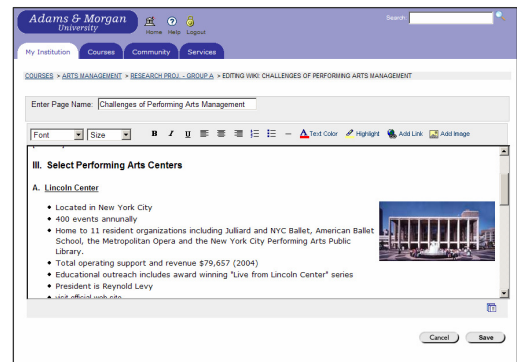 Adams & Morgan
University
Home Help Logout
Search:
My Institution Courses Community Services
COURSES > ARTS MANAGEMENT > RESEARCH PROJ. - GROUP A > EDITING WIKI: CHALLENGES OF PERFORMING ARTS MANAGEMENT
Enter Page Name: Challenges of Performing Arts Management
Font Size B I U Text Color Highlight Add Link Add Image
III. Select Performing Arts Centers
A. Lincoln Center
Located in New York City
400 events annunally
Home to 11 resident organizations including Julliard and NYC Ballet, American Ballet
School, the Metropolitan Opera and the New York City Performing Arts Public
Library.
Total operating support and revenue $79,657 (2004)
Educational outreach includes award winning "Live from Lincoln Center" series
President is Reynold Levy
visit official web site
Cancel Save